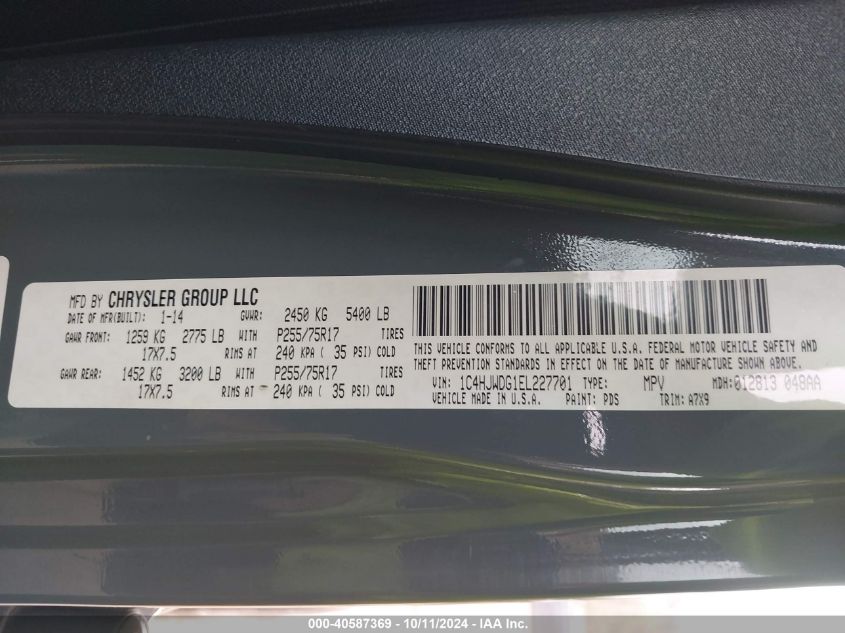 MFD BY CHRYSLER GROUP LLC
DATE OF MFR(BUILT): 1-14 GVWR: 2450 KG 5400 LB
GAWR FRONT: 1259 KG 2775 LB WITH P255/75R17 TIRES
17X7.5 RIMS AT 240 KPA ( 35 PSI) COLD
GAWR REAR: 1452 KG 3200 LB WITH P255/75R17 TIRES
17X7.5 RIMS AT 240 KPA ( 35 PSI) COLD
THIS VEHICLE CONFORMS TO ALL APPLICABLE U.S.A. FEDERAL MOTOR VEHICLE SAFETY AND
THEFT PREVENTION STANDARDS IN EFFECT ON THE DATE OF MANUFACTURE SHOWN ABOVE.
VIN: 1C4HJWDG1EL227701 TYPE: MPV MDH:012813 048AA
VEHICLE MADE IN U.S.A. PAINT: PDS TRIM: A7X9
000-40587369 - 10/11/2024 - IAA Inc.